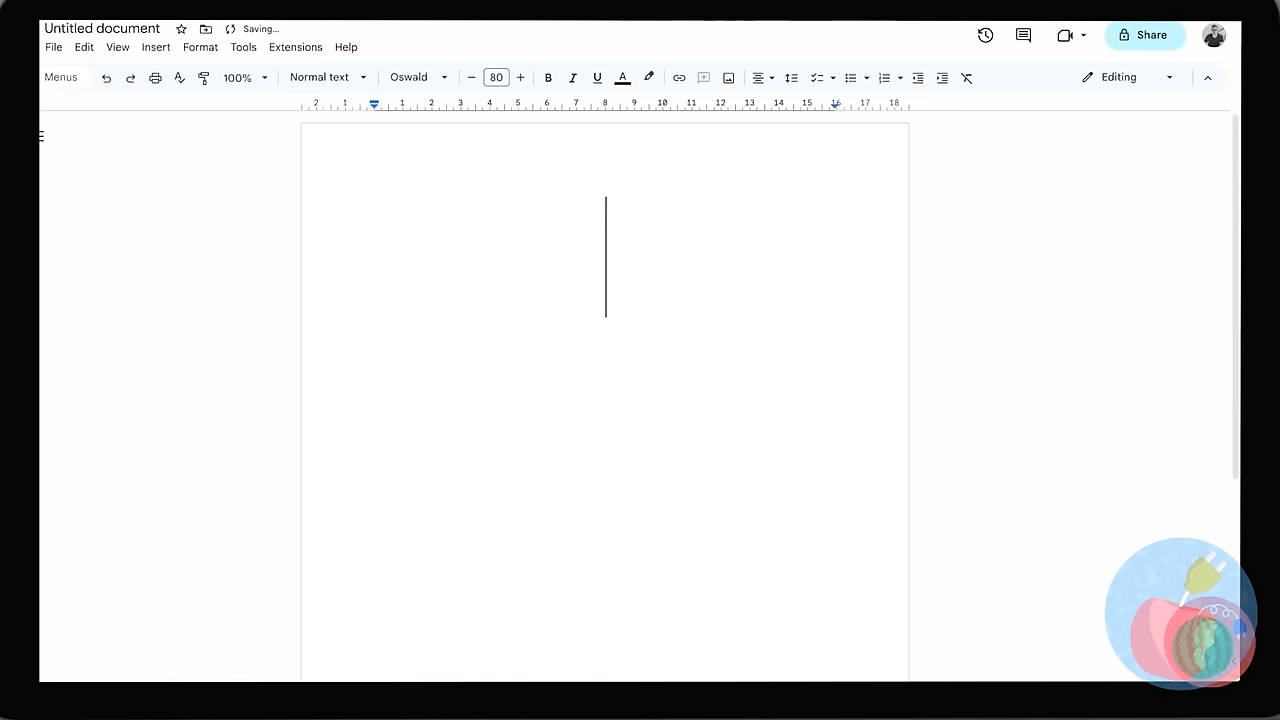 Untitled document Saving...
File Edit View Insert Format Tools Extensions Help
Share
Menus 100% Normal text Oswald 80 Editing
2 1 1 2 3 4 5 6 7 8 9 10 11 12 13 14 15 16 17 18